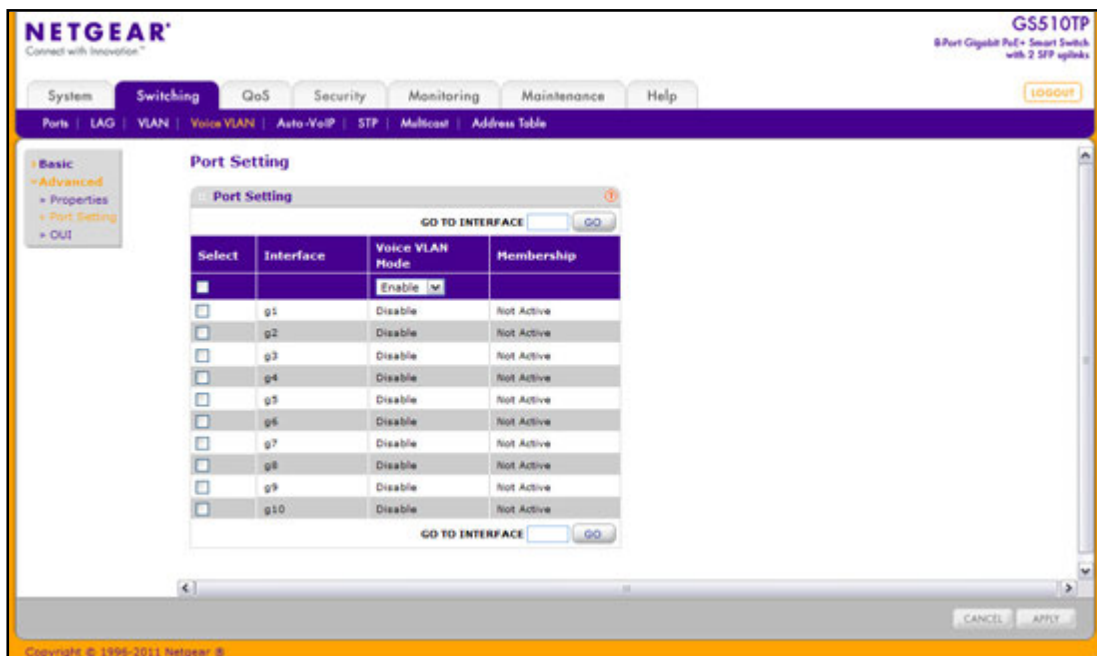 NETGEAR®
Connect with Innovation™
GS510TP
8 Port Gigabit PoE+ Smart Switch
with 2 SFP uplinks
System Switching QoS Security Monitoring Maintenance Help LOGOUT
Ports | LAG | VLAN | Voice VLAN | Auto-VoIP | STP | Multicast | Address Table
Basic
Advanced
» Properties
» Port Setting
» OUI
Port Setting
Port Setting ?
GO TO INTERFACE GO
Select Interface Voice VLAN Mode Membership
Enable
g1 Disable Not Active
g2 Disable Not Active
g3 Disable Not Active
g4 Disable Not Active
g5 Disable Not Active
g6 Disable Not Active
g7 Disable Not Active
g8 Disable Not Active
g9 Disable Not Active
g10 Disable Not Active
GO TO INTERFACE GO
CANCEL APPLY
Copyright © 1996-2011 Netgear ®